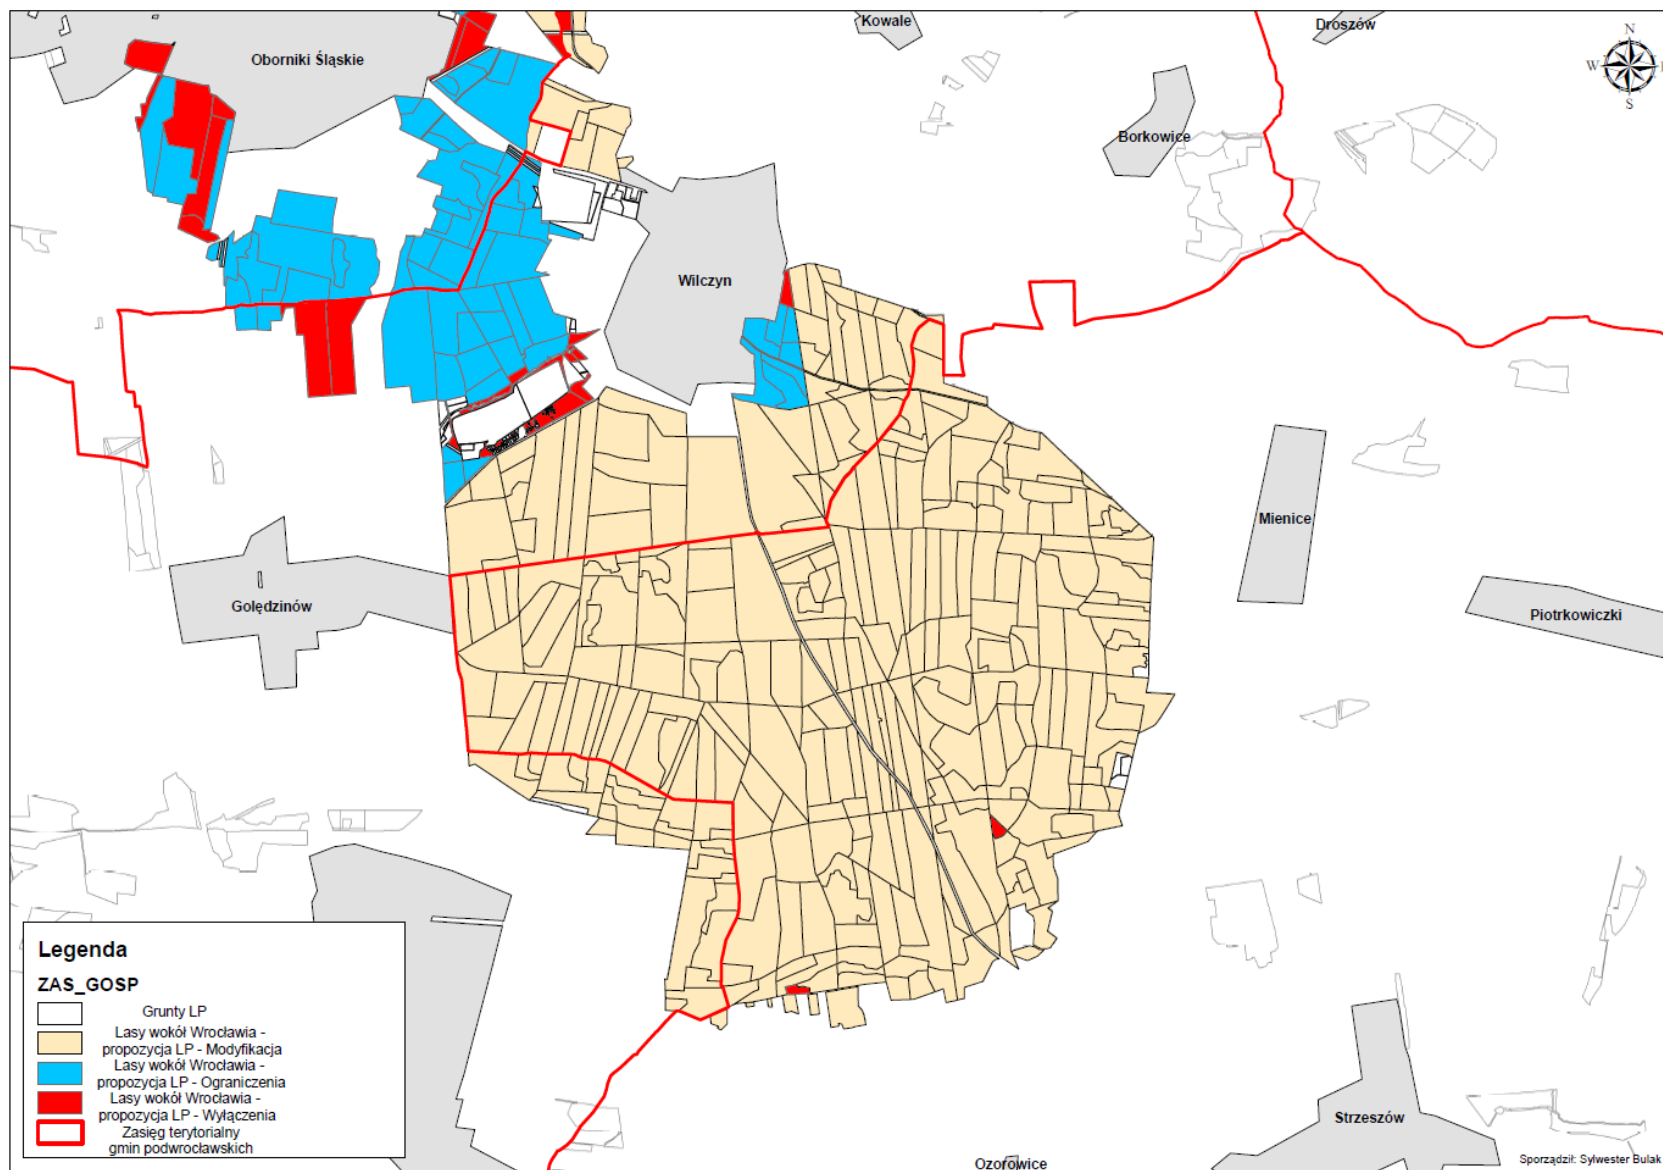 Kowale
Droszów
Oborniki Śląskie
N
W
E
S
Borkowice
Wilczyn
Mienice
Golędzinów
Piotrkowiczki
Legenda
ZAS_GOSP
Grunty LP
Lasy wokół Wrocławia -
propozycja LP - Modyfikacja
Lasy wokół Wrocławia -
propozycja LP - Ograniczenia
Lasy wokół Wrocławia -
propozycja LP - Wyłączenia
Zasięg terytorialny
gmin podwrocławskich
Strzeszów
Ozorowice
Sporządził: Sylwester Bulak